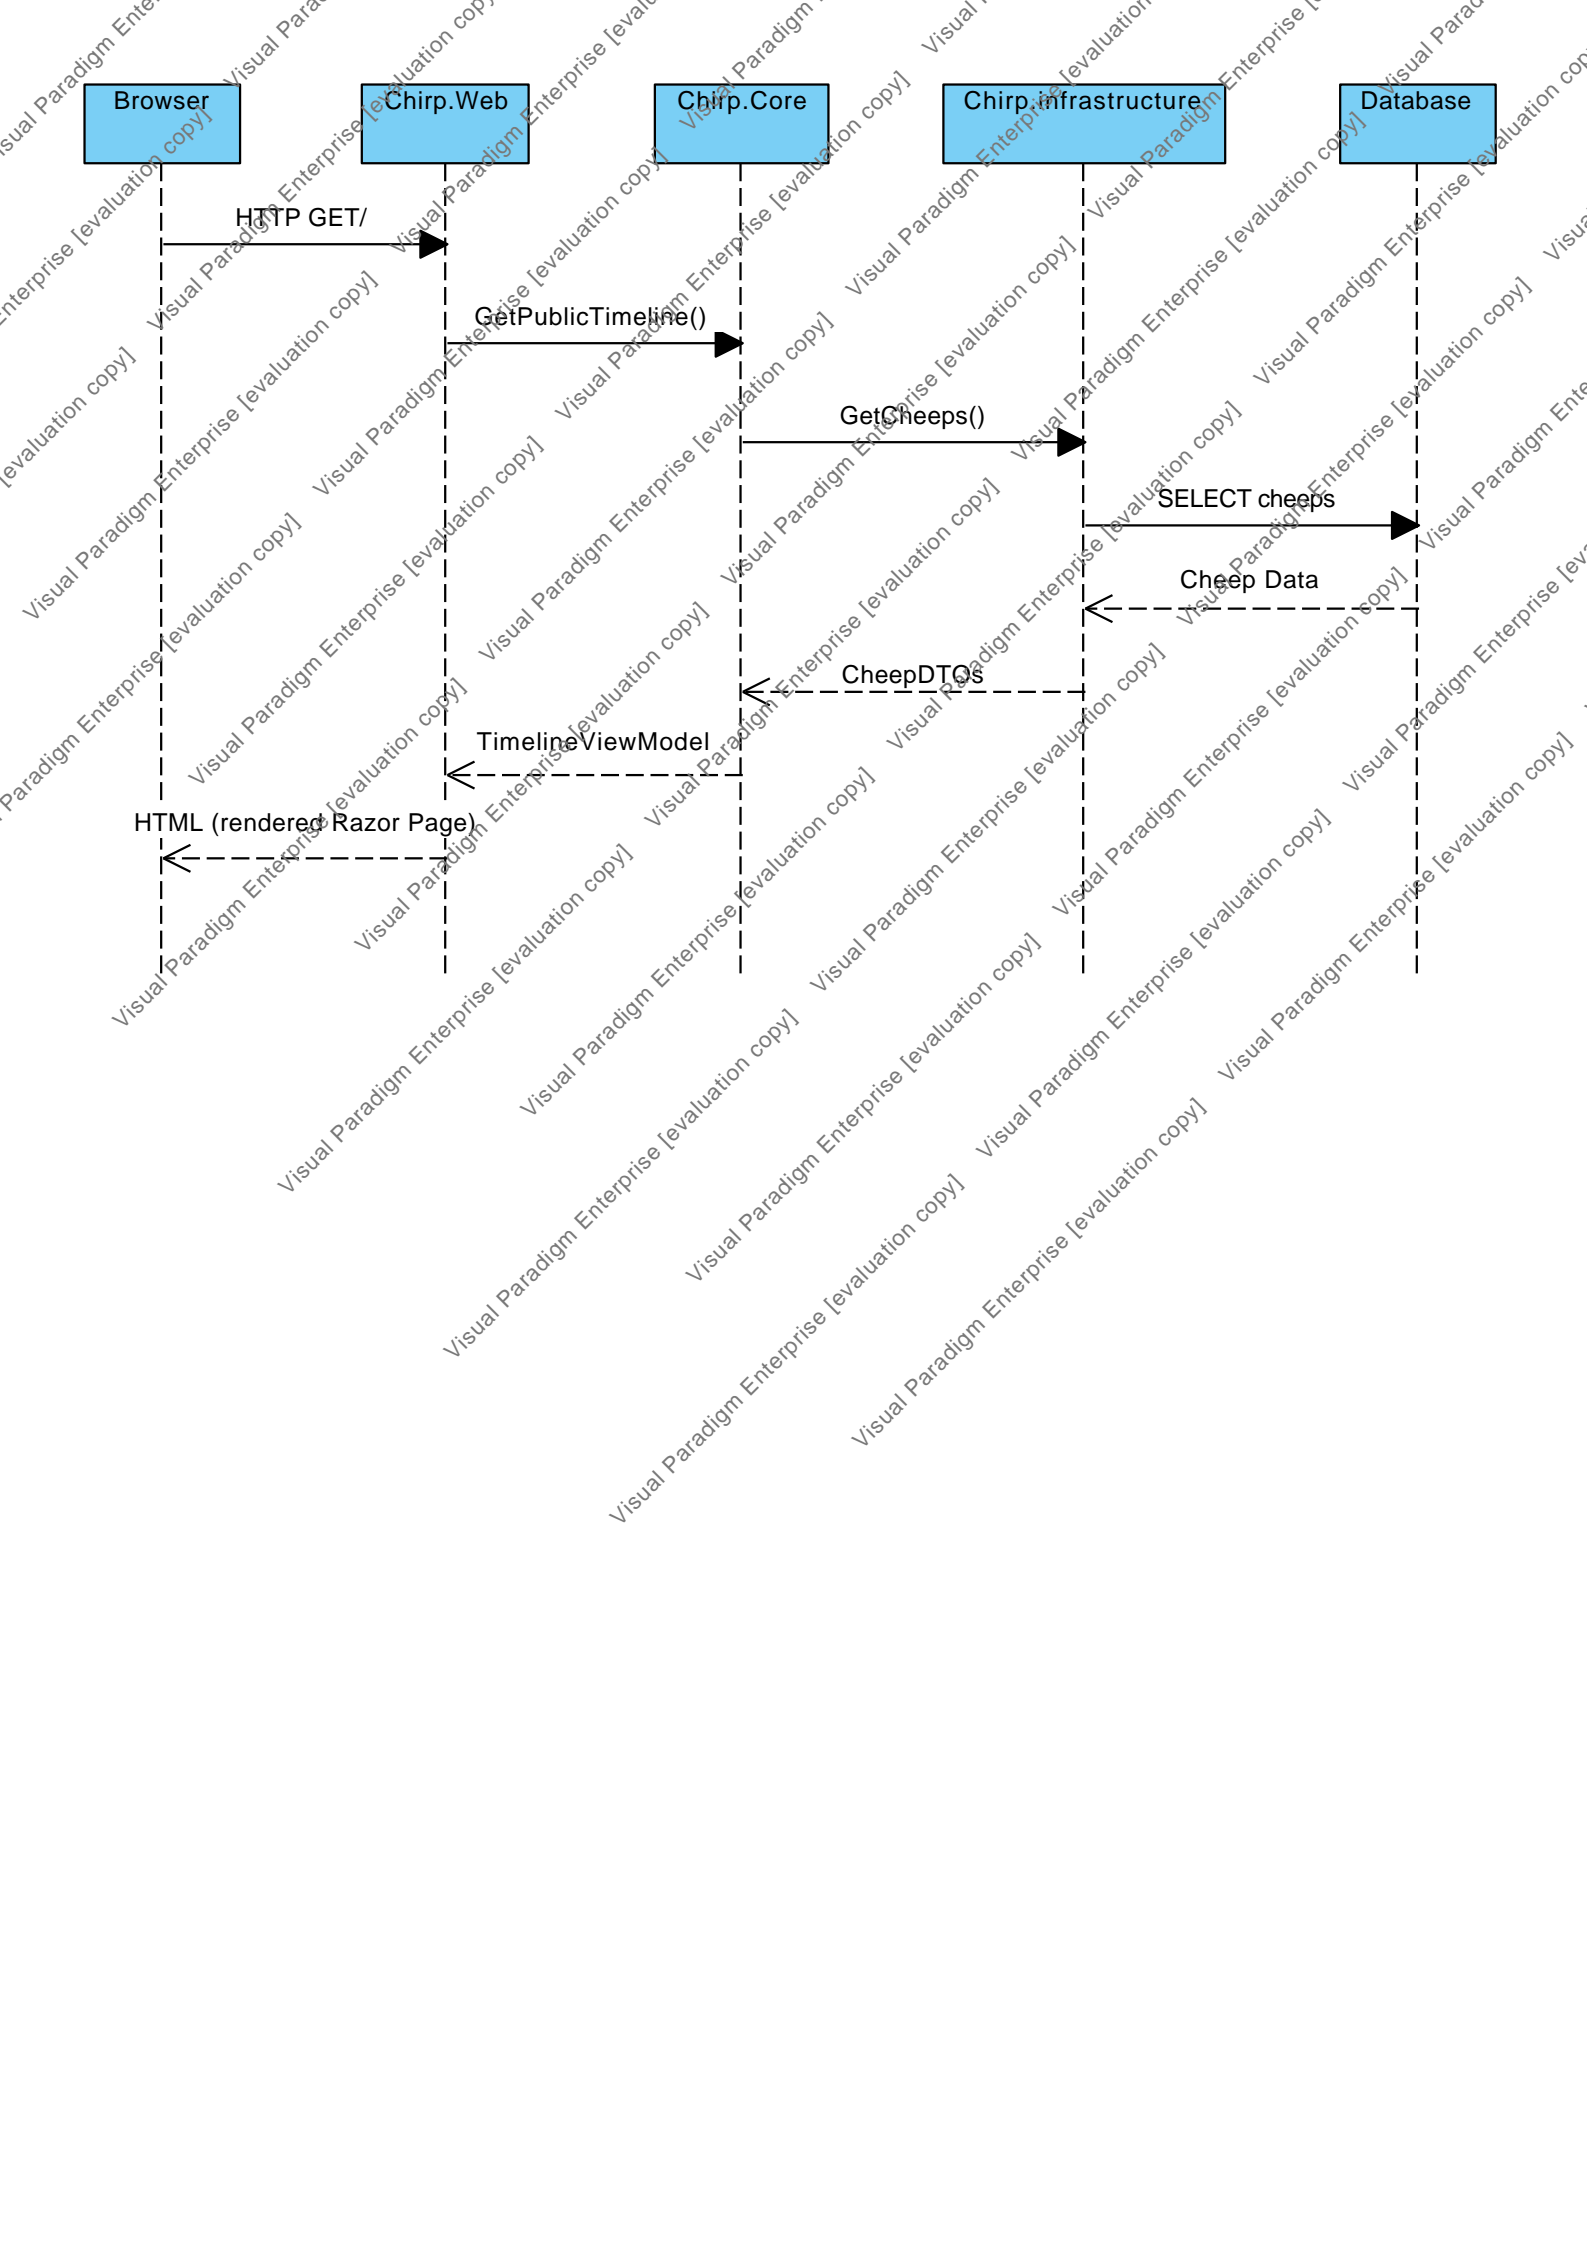 Browser
Chirp.Web
Chirp.Core
Chirp.infrastructure
Database
HTTP GET/
GetPublicTimeline()
GetCheeps()
SELECT cheeps
Cheep Data
CheepDTOs
TimelineViewModel
HTML (rendered Razor Page)
Visual Paradigm Enterprise [evaluation copy]